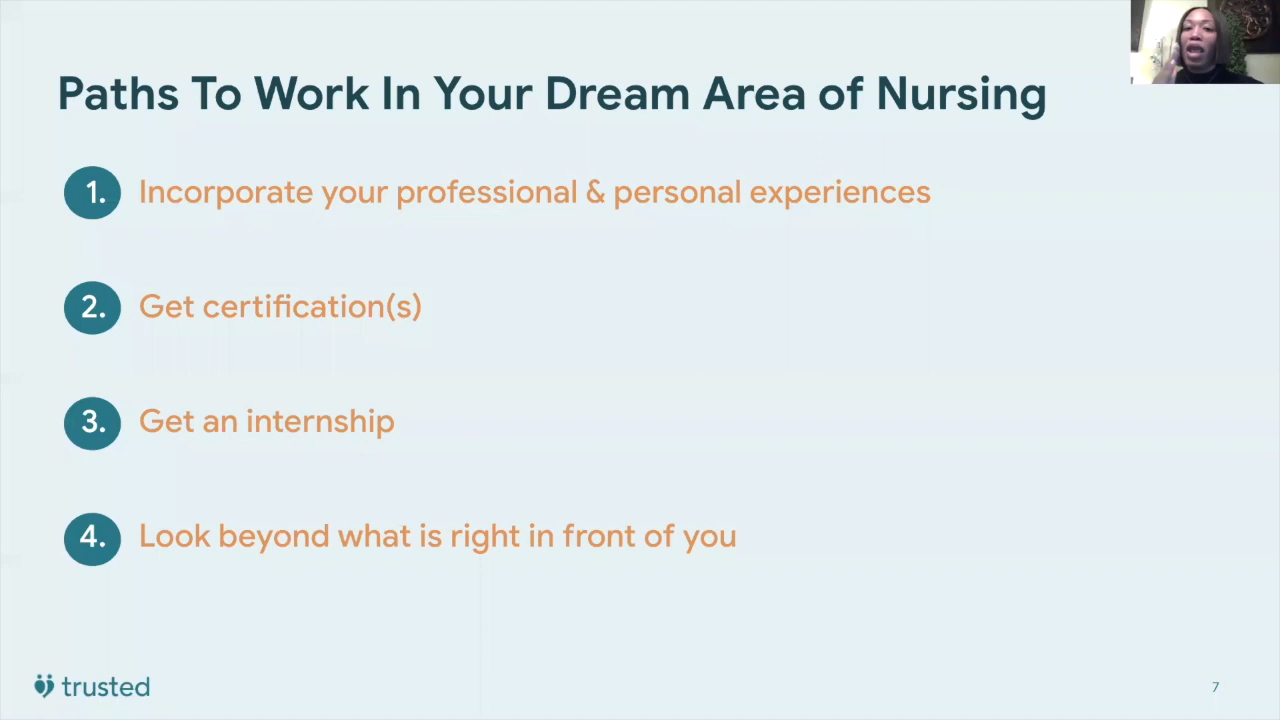 Paths To Work In Your Dream Area of Nursing
1. Incorporate your professional & personal experiences
2. Get certification(s)
3. Get an internship
4. Look beyond what is right in front of you
trusted
7